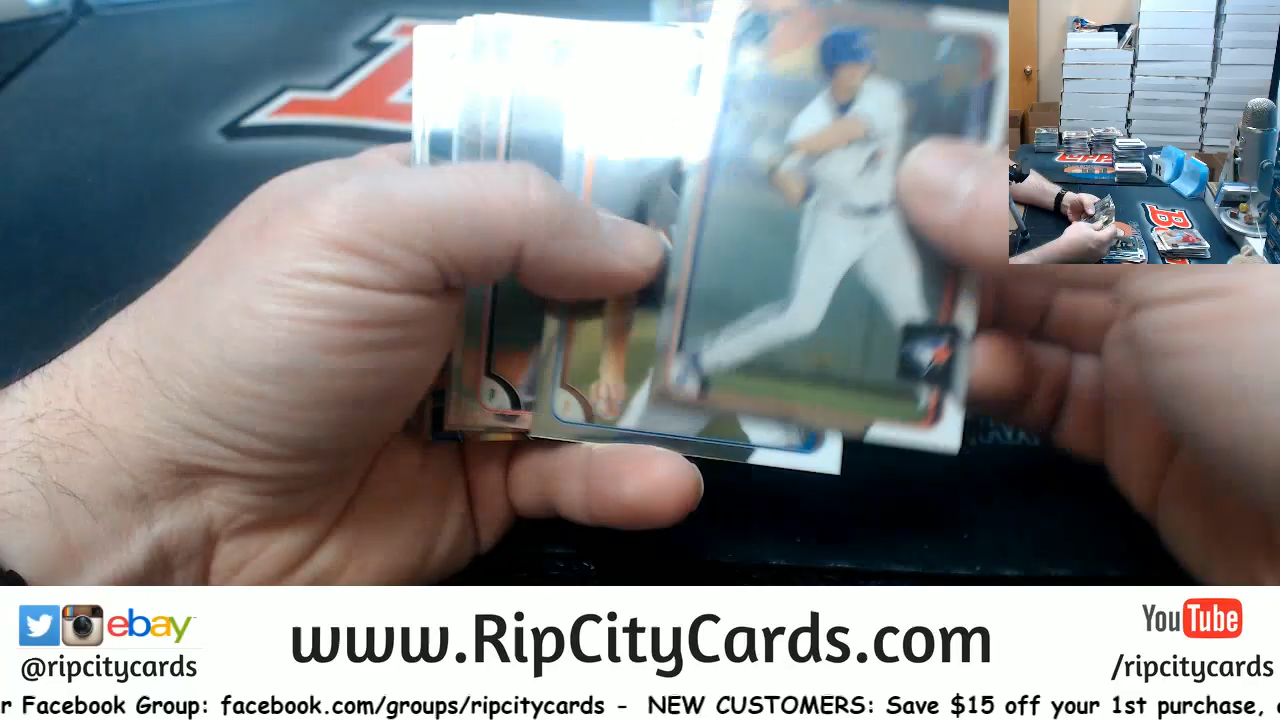 ebay
@ripcitycards
www.RipCityCards.com
YouTube
/ripcitycards
r Facebook Group: facebook.com/groups/ripcitycards - NEW CUSTOMERS: Save $15 off your 1st purchase,